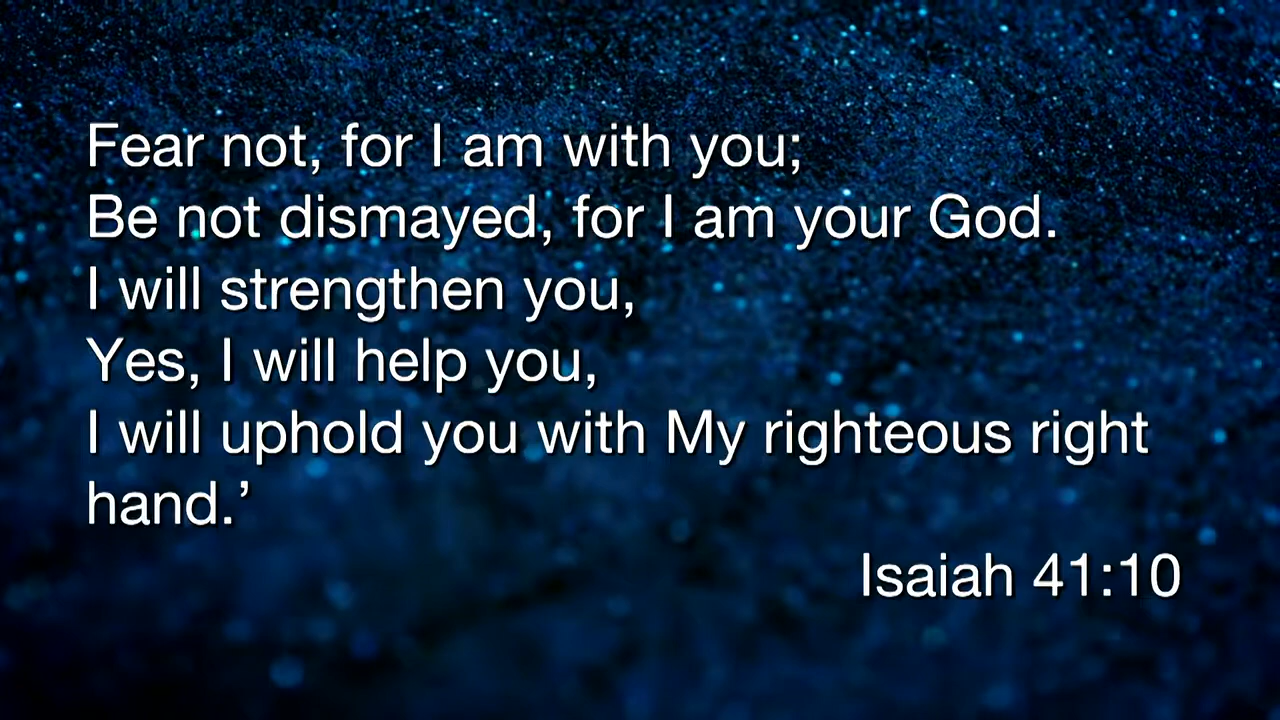 Fear not, for I am with you;
Be not dismayed, for I am your God.
I will strengthen you,
Yes, I will help you,
I will uphold you with My righteous right
hand.’
Isaiah 41:10